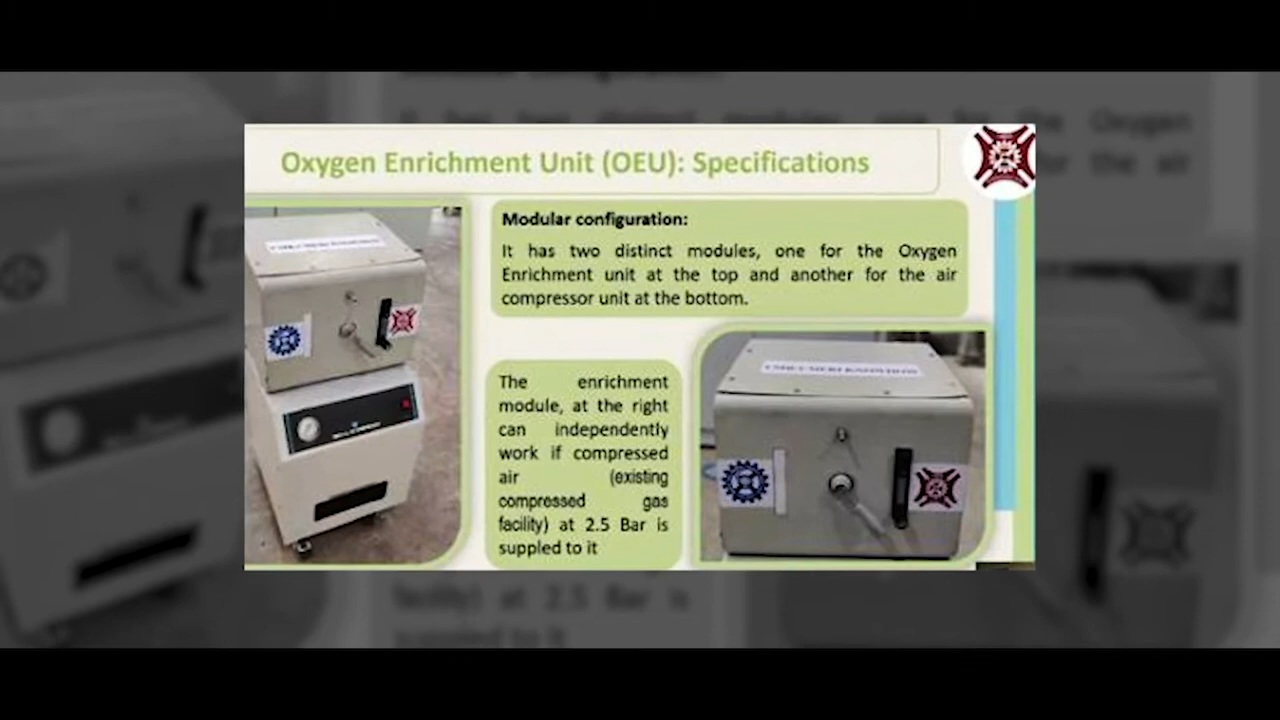 Oxygen Enrichment Unit (OEU): Specifications
Modular configuration:
It has two distinct modules, one for the Oxygen
Enrichment unit at the top and another for the air
compressor unit at the bottom.
The enrichment
module, at the right
can independently
work if compressed
air (existing
compressed gas
facility) at 2.5 Bar is
suppled to it